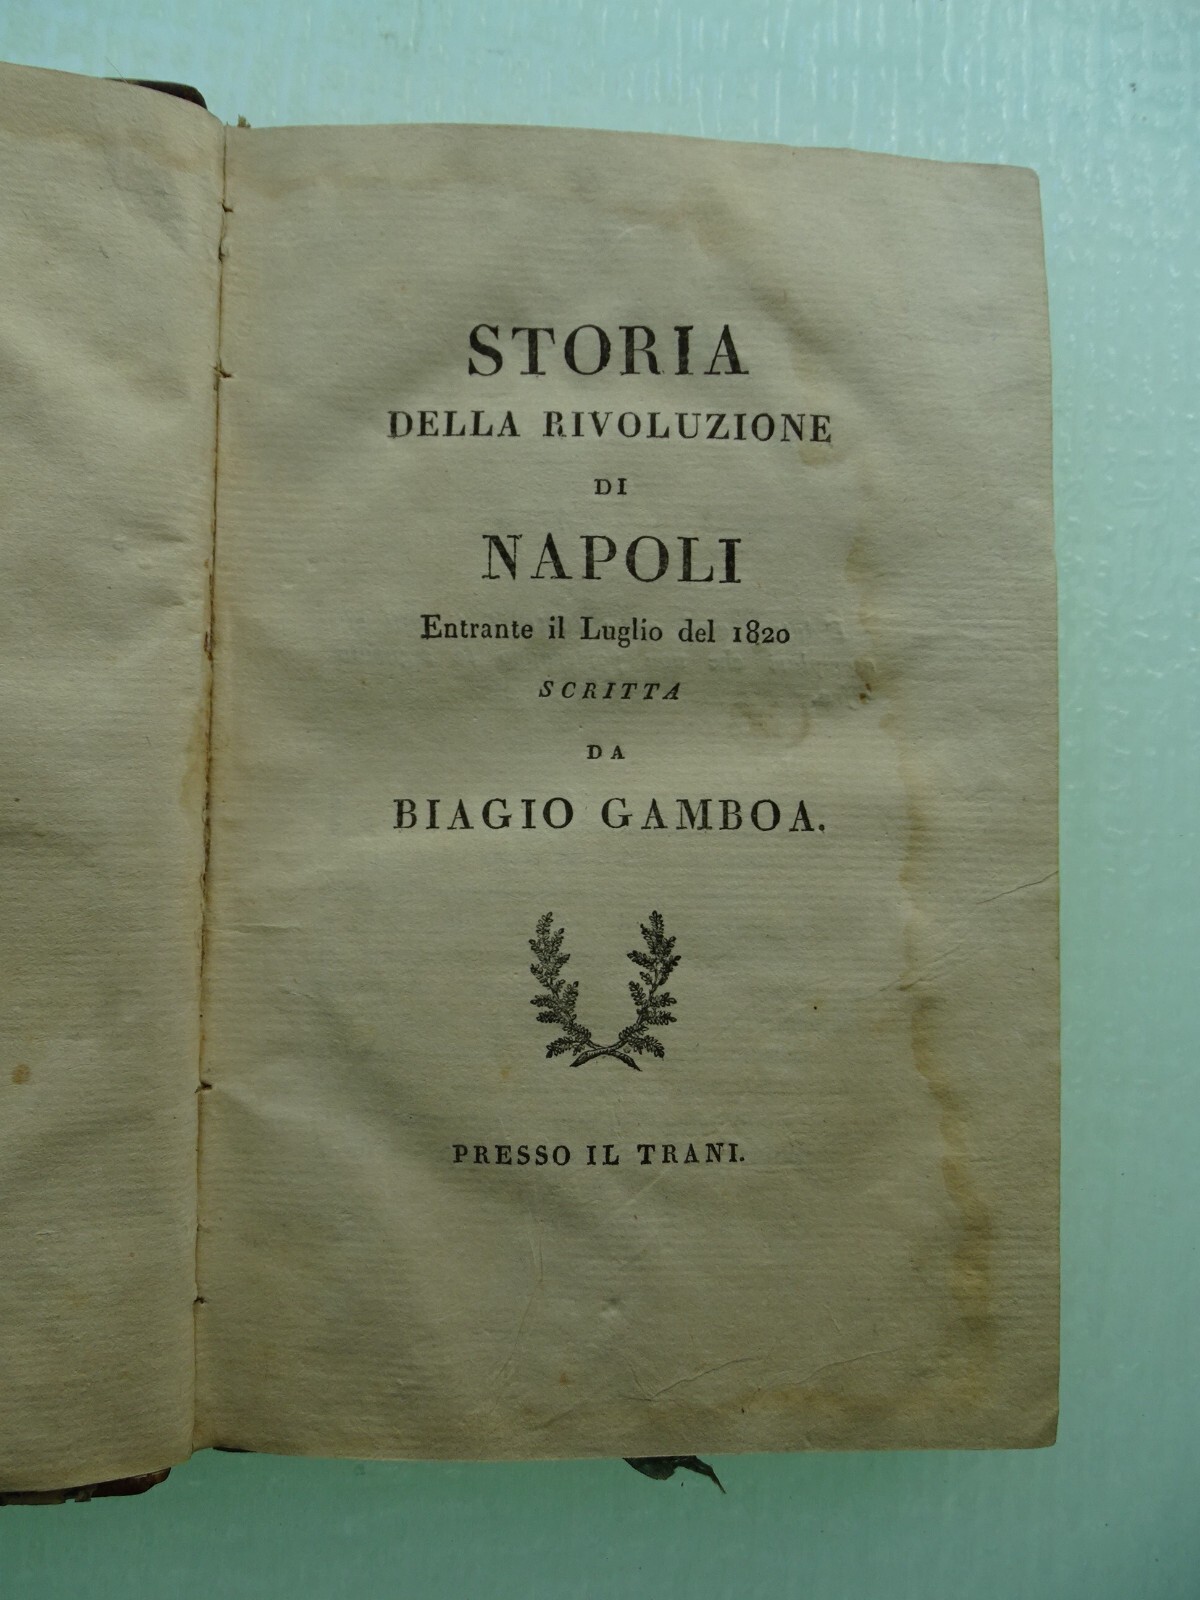 STORIA
DELLA RIVOLUZIONE
DI
NAPOLI
Entrante il Luglio del 1820
SCRITTA
DA
BIAGIO GAMBOA.
PRESSO IL TRANI.